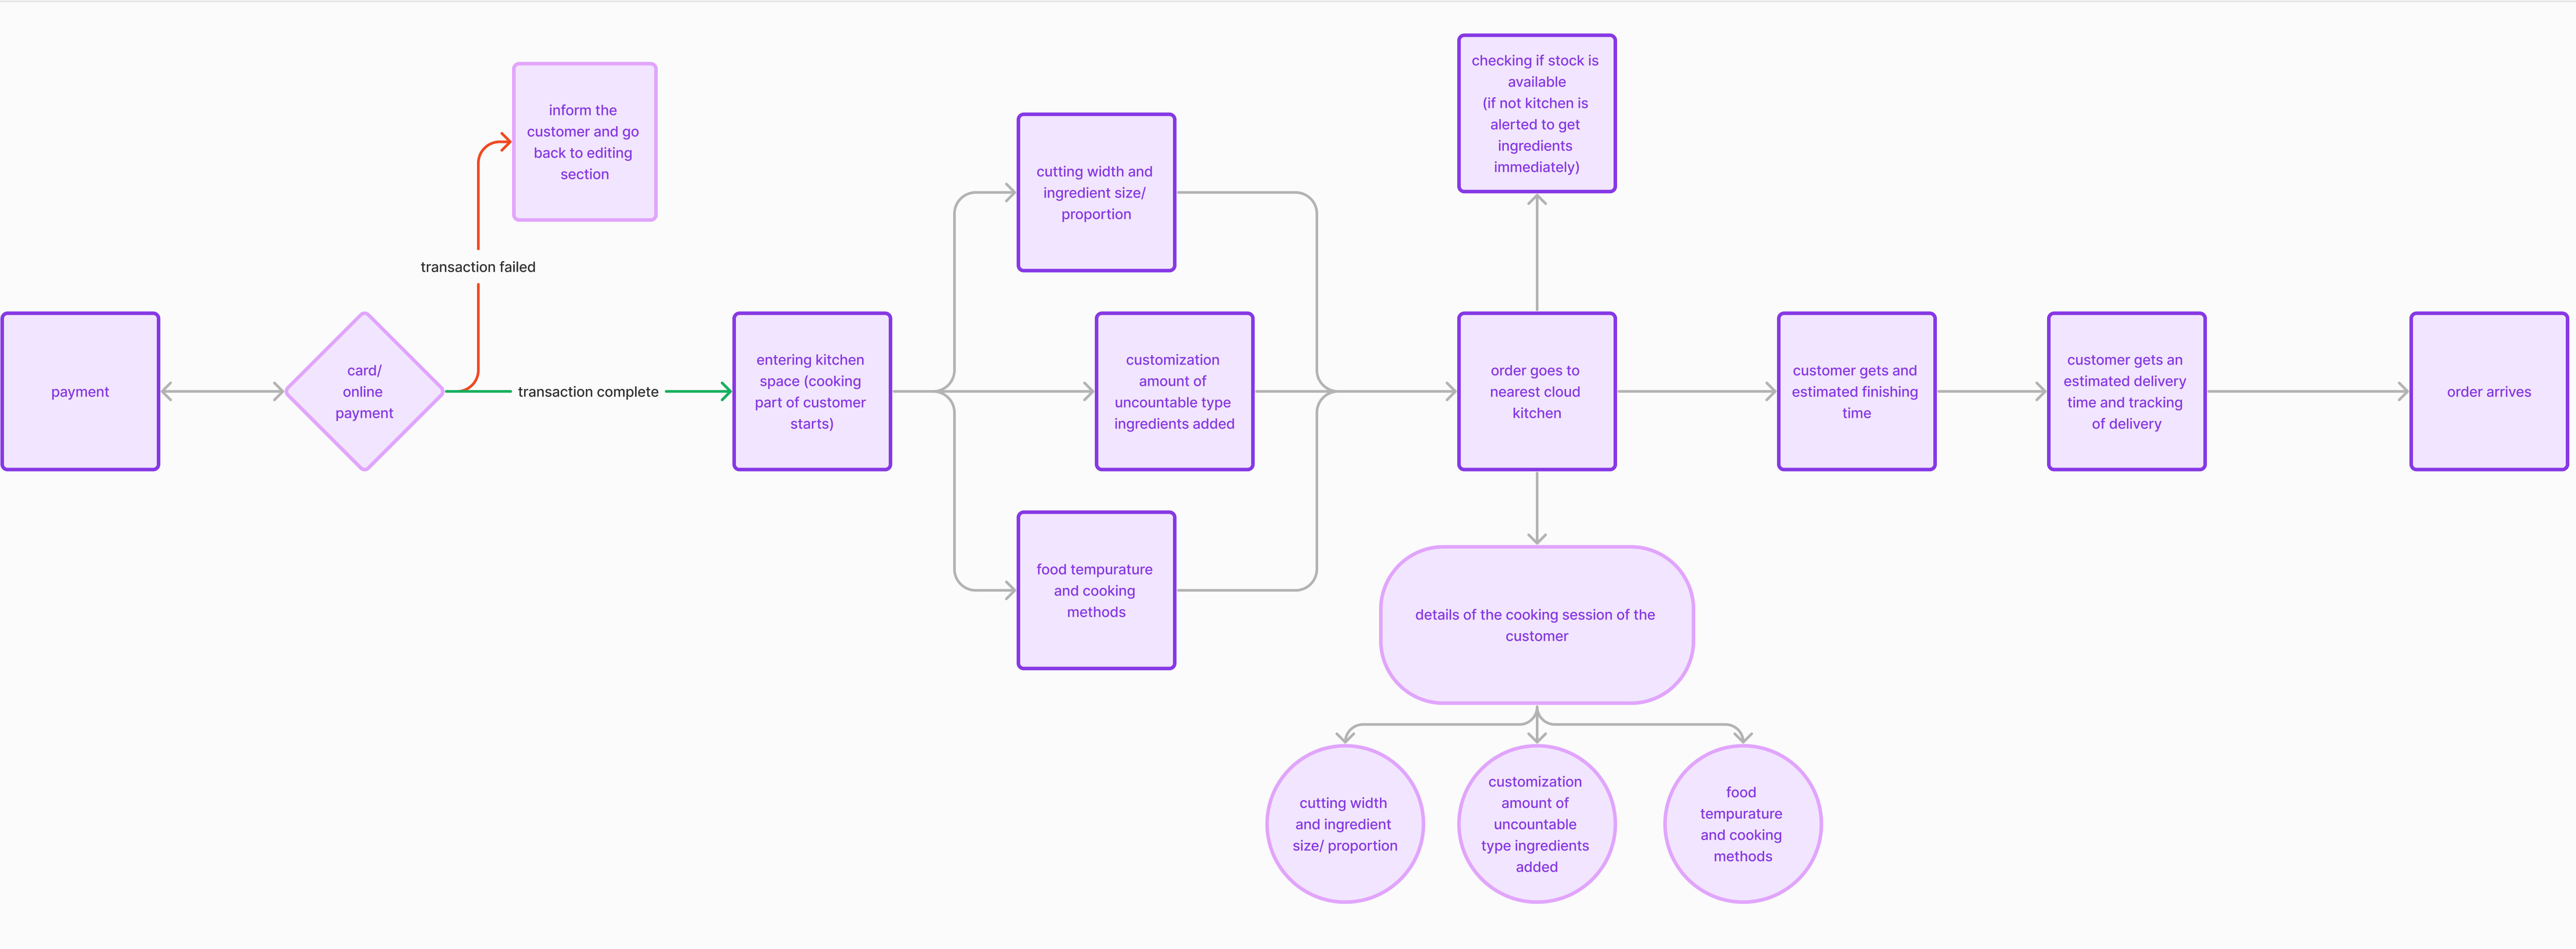 payment
card/
online
payment
transaction failed
inform the
customer and go
back to editing
section
transaction complete
entering kitchen
space (cooking
part of customer
starts)
cutting width and
ingredient size/
proportion
customization
amount of
uncountable type
ingredients added
food tempurature
and cooking
methods
checking if stock is
available
(if not kitchen is
alerted to get
ingredients
immediately)
order goes to
nearest cloud
kitchen
details of the cooking session of the
customer
cutting width
and ingredient
size/ proportion
customization
amount of
uncountable
type ingredients
added
food
tempurature
and cooking
methods
customer gets and
estimated finishing
time
customer gets an
estimated delivery
time and tracking
of delivery
order arrives